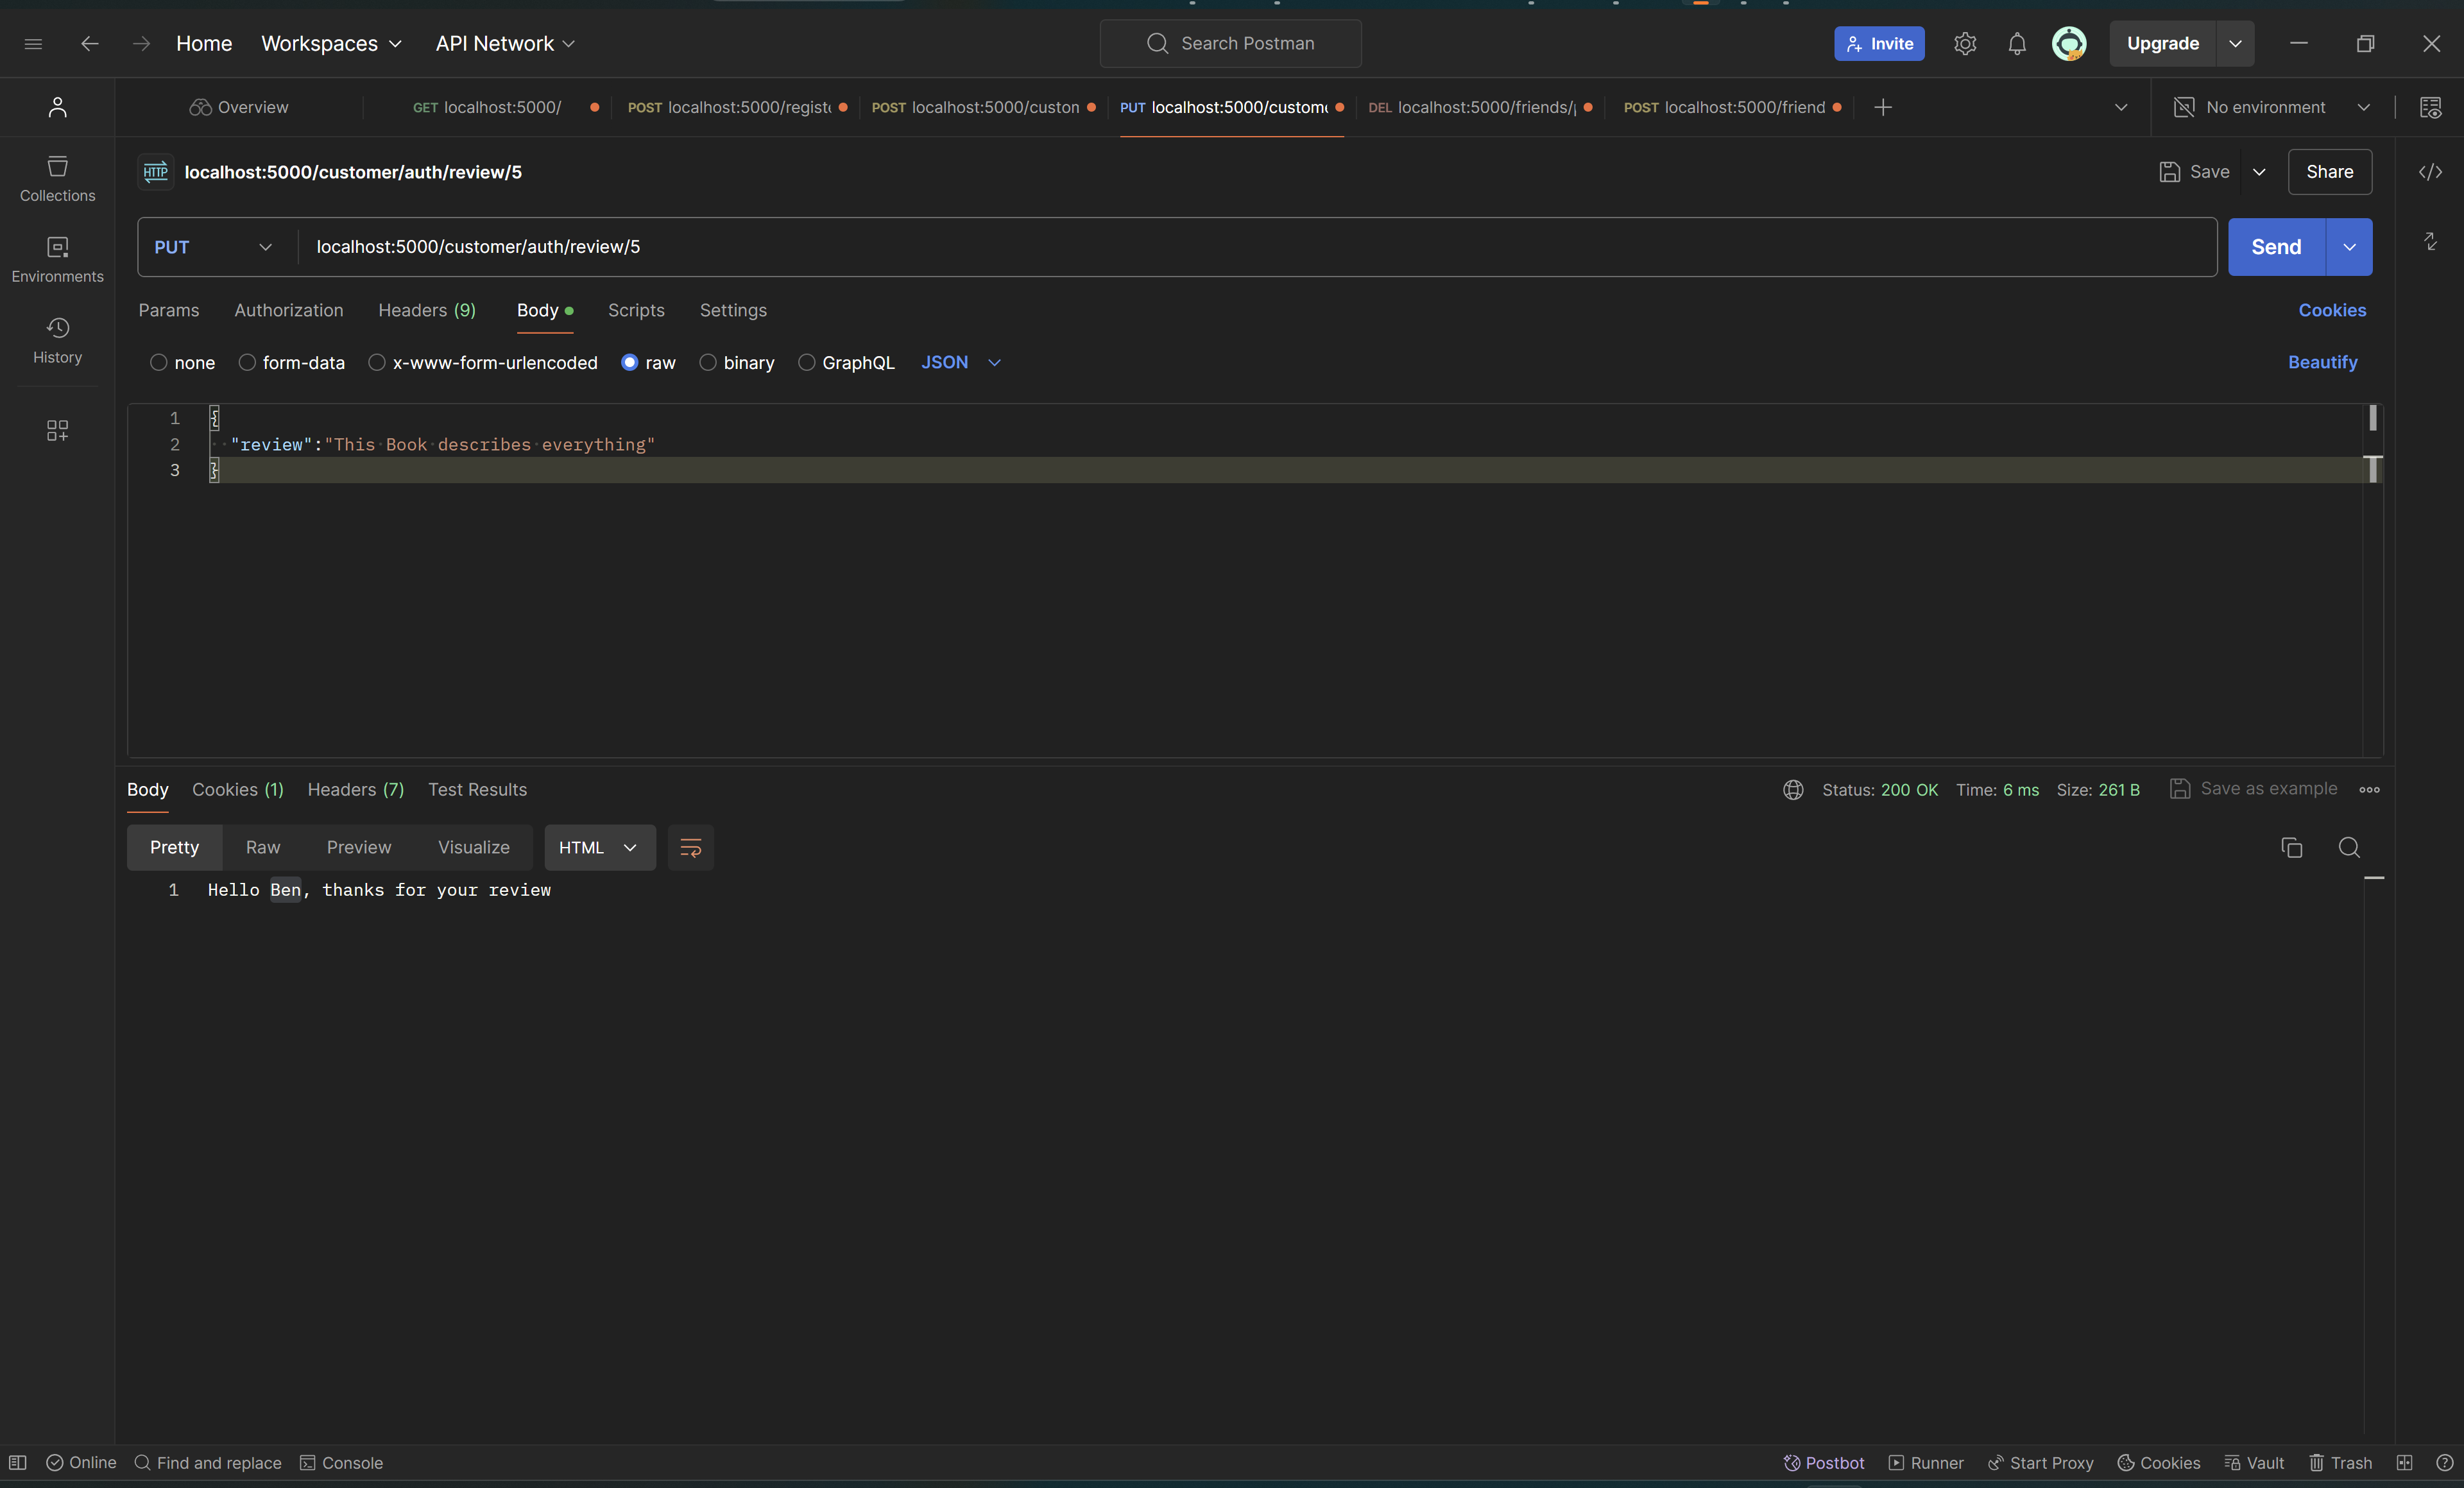 Home Workspaces API Network Search Postman Invite Upgrade
Overview GET localhost:5000/ POST localhost:5000/registe POST localhost:5000/custon PUT localhost:5000/custom DEL localhost:5000/friends/ POST localhost:5000/friend No environment
HTTP localhost:5000/customer/auth/review/5 Save Share
Collections
PUT localhost:5000/customer/auth/review/5 Send
Environments
Params Authorization Headers (9) Body Scripts Settings Cookies
History
none form-data x-www-form-urlencoded raw binary GraphQL JSON Beautify
1 {
2 "review":"This Book describes everything"
3 }
Body Cookies (1) Headers (7) Test Results Status: 200 OK Time: 6 ms Size: 261 B Save as example
Pretty Raw Preview Visualize HTML
1 Hello Ben, thanks for your review
Online Find and replace Console Postbot Runner Start Proxy Cookies Vault Trash